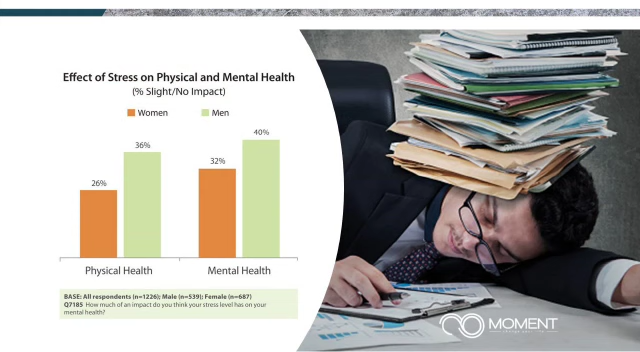 Effect of Stress on Physical and Mental Health
(% Slight/No Impact)
Women Men
26%
36%
32%
40%
Physical Health Mental Health
BASE: All respondents (n=1226); Male (n=539); Female (n=687)
Q7185 How much of an impact do you think your stress level has on your
mental health?
MOMENT